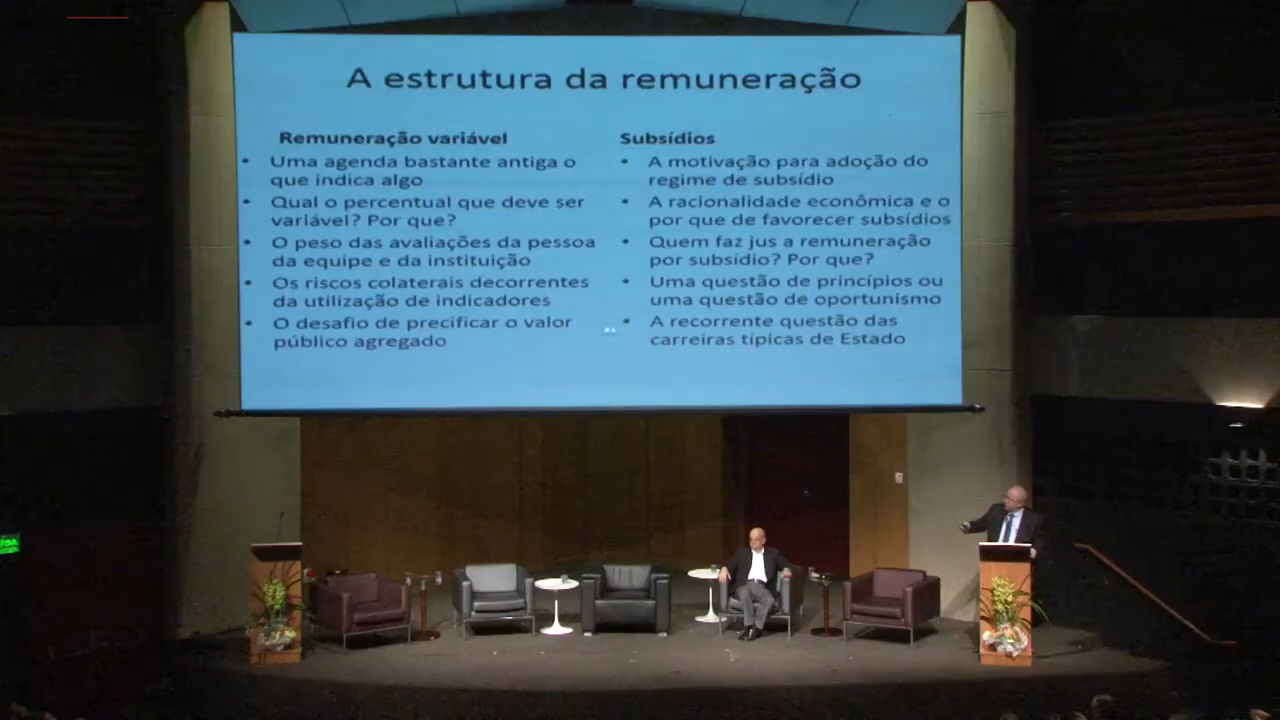 A estrutura da remuneração
Remuneração variável
• Uma agenda bastante antiga o
que indica algo
• Qual o percentual que deve ser
variável? Por que?
• O peso das avaliações da pessoa
da equipe e da instituição
• Os riscos colaterais decorrentes
da utilização de indicadores
• O desafio de precificar o valor
público agregado
Subsídios
• A motivação para adoção do
regime de subsídio
• A racionalidade econômica e o
por que de favorecer subsídios
• Quem faz jus a remuneração
por subsídio? Por que?
• Uma questão de princípios ou
uma questão de oportunismo
• A recorrente questão das
carreiras típicas de Estado